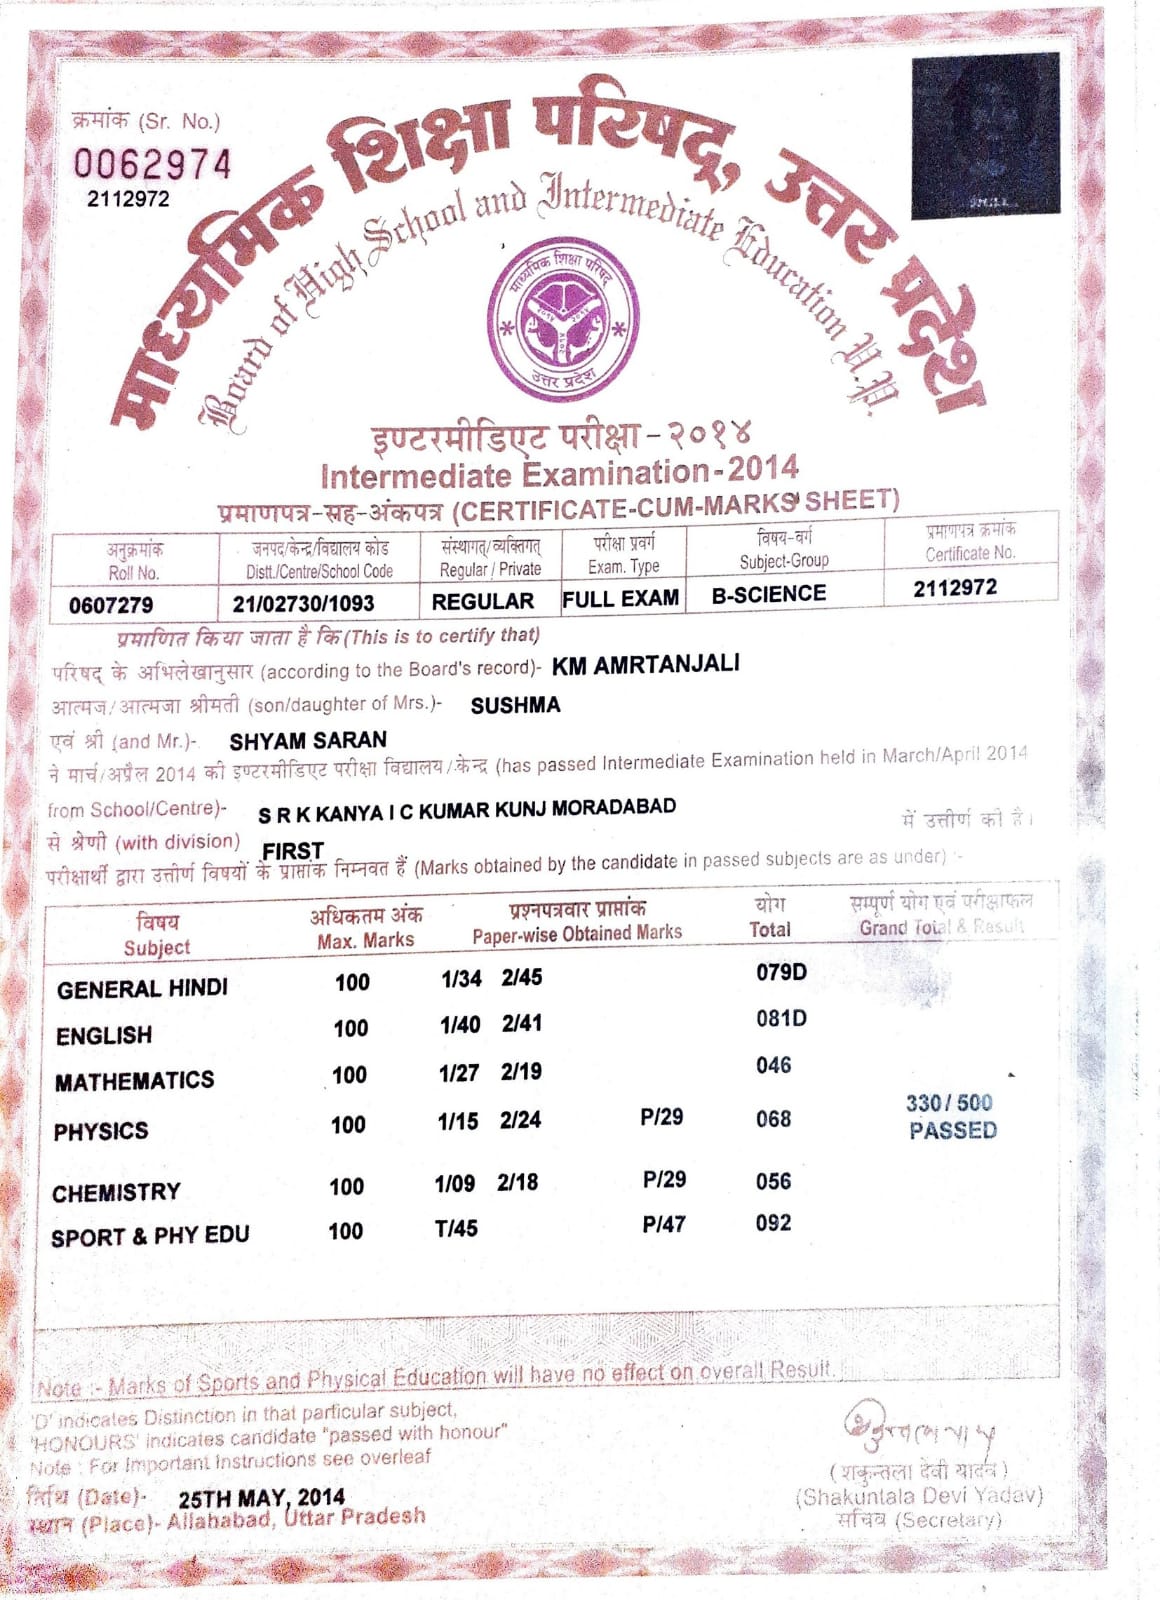 क्रमांक (Sr. No.)
0062974
2112972
माध्यमिक शिक्षा परिषद्, उत्तर प्रदेश
Board of High School and Intermediate Education U.P.
माध्यमिक शिक्षा परिषद
२०१४ २०१४
२०१४
उत्तर प्रदेश
इण्टरमीडिएट परीक्षा-२०१४
Intermediate Examination-2014
प्रमाणपत्र-सह-अंकपत्र (CERTIFICATE-CUM-MARKS SHEET)
अनुक्रमांक जनपद/केन्द्र/विद्यालय कोड संस्थागत/व्यक्तिगत् परीक्षा प्रवर्ग विषय-वर्ग प्रमाणपत्र क्रमांक
Roll No. Distt./Centre/School Code Regular / Private Exam. Type Subject-Group Certificate No.
0607279 21/02730/1093 REGULAR FULL EXAM B-SCIENCE 2112972
प्रमाणित किया जाता है कि (This is to certify that)
परिषद् के अभिलेखानुसार (according to the Board's record)- KM AMRTANJALI
आत्मज/आत्मजा श्रीमती (son/daughter of Mrs.)- SUSHMA
एवं श्री (and Mr.)- SHYAM SARAN
ने मार्च/अप्रैल 2014 की इण्टरमीडिएट परीक्षा विद्यालय/केन्द्र (has passed Intermediate Examination held in March/April 2014
from School/Centre)- S R K KANYA I C KUMAR KUNJ MORADABAD
से श्रेणी (with division) FIRST में उत्तीर्ण की है।
परीक्षार्थी द्वारा उत्तीर्ण विषयों के प्राप्तांक निम्नवत हैं (Marks obtained by the candidate in passed subjects are as under) :-
विषय अधिकतम अंक प्रश्नपत्रवार प्राप्तांक योग सम्पूर्ण योग एवं परीक्षाफल
Subject Max. Marks Paper-wise Obtained Marks Total Grand Total & Result
GENERAL HINDI 100 1/34 2/45 079D
ENGLISH 100 1/40 2/41 081D
MATHEMATICS 100 1/27 2/19 046
PHYSICS 100 1/15 2/24 P/29 068 330/500
PASSED
CHEMISTRY 100 1/09 2/18 P/29 056
SPORT & PHY EDU 100 T/45 P/47 092
Note :- Marks of Sports and Physical Education will have no effect on overall Result.
'D' indicates Distinction in that particular subject,
'HONOURS' indicates candidate "passed with honour"
Note : For Important Instructions see overleaf
(शकुन्तला देवी यादव)
तिथि (Date)- 25TH MAY, 2014 (Shakuntala Devi Yadav)
स्थान (Place)- Allahabad, Uttar Pradesh सचिव (Secretary)